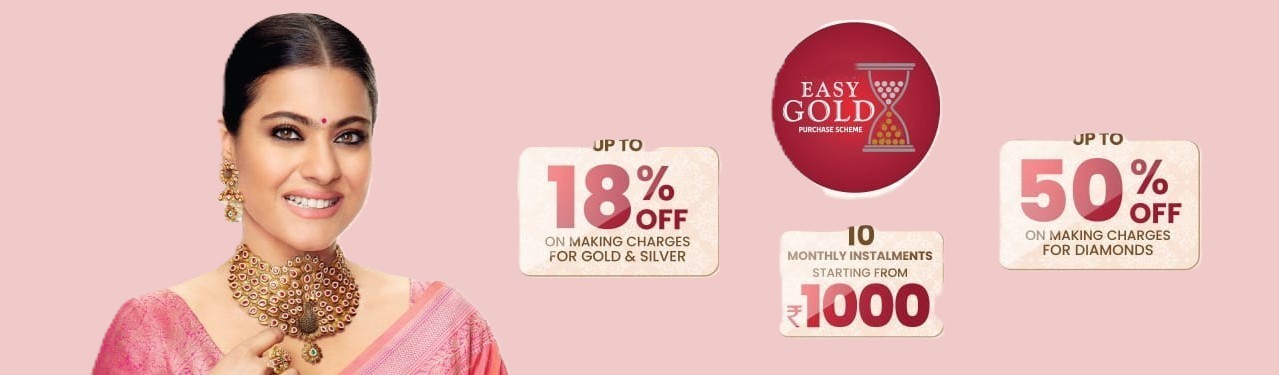 UP TO
18% OFF
ON MAKING CHARGES
FOR GOLD & SILVER
EASY
GOLD
PURCHASE SCHEME
10
MONTHLY INSTALMENTS
STARTING FROM
₹1000
UP TO
50% OFF
ON MAKING CHARGES
FOR DIAMONDS